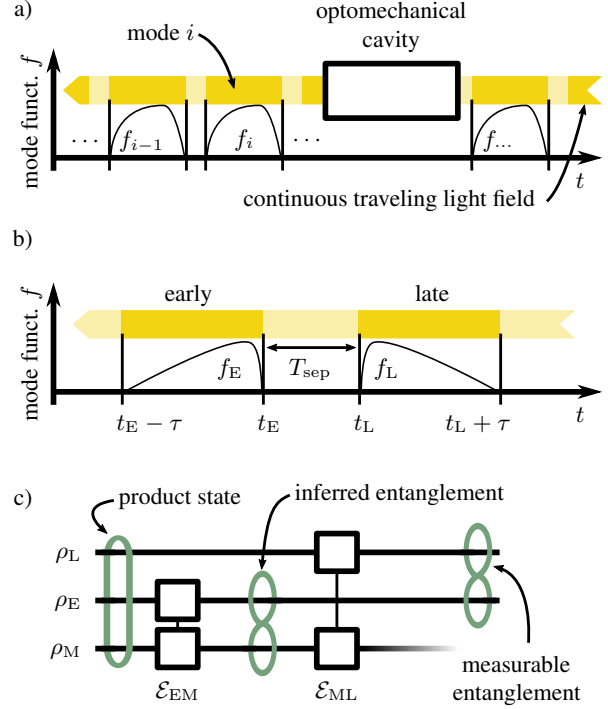 a)
optomechanical
cavity
mode i
mode funct. f
· · ·
f_{i−1}
f_i
· · ·
f_{...}
t
continuous traveling light field
b)
early
late
mode funct. f
f_E
T_sep
f_L
t_E − τ
t_E
t_L
t_L + τ
t
c)
product state
inferred entanglement
ρ_L
ρ_E
ρ_M
ℰ_EM
ℰ_ML
measurable
entanglement